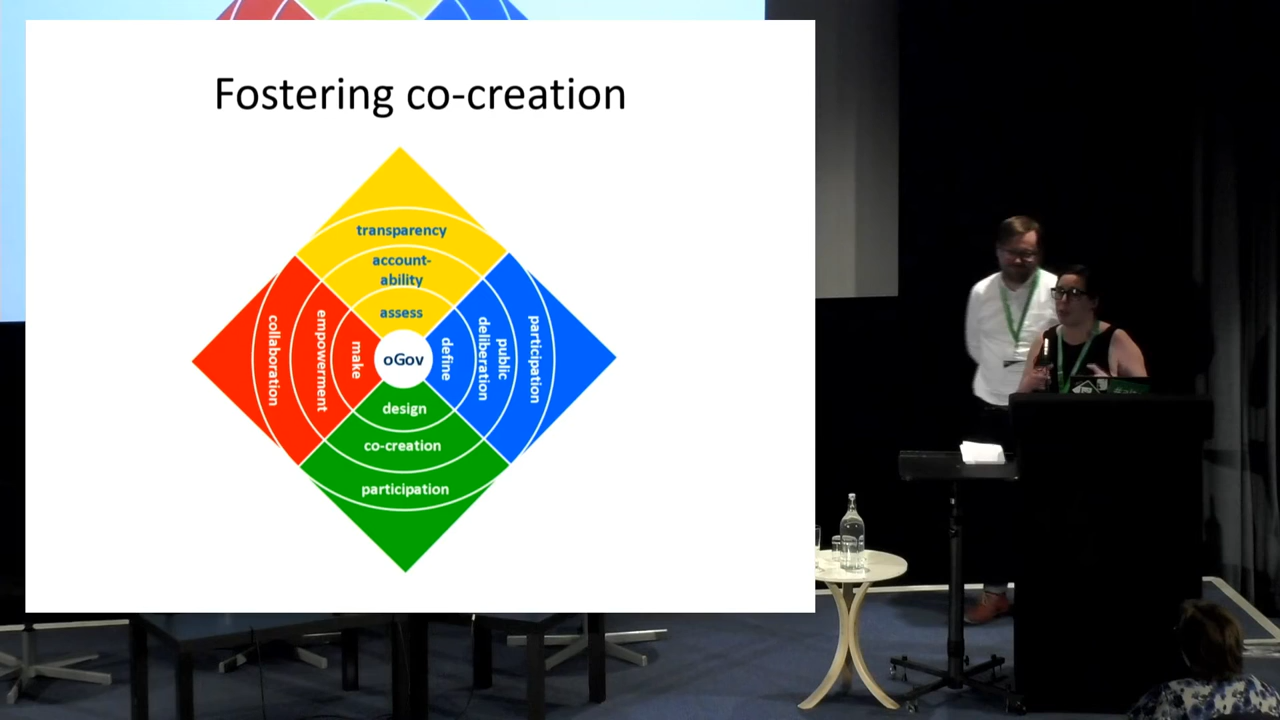 Fostering co-creation
transparency
account-
ability
assess
collaboration
empowerment
make
oGov
define
public
deliberation
participation
design
co-creation
participation